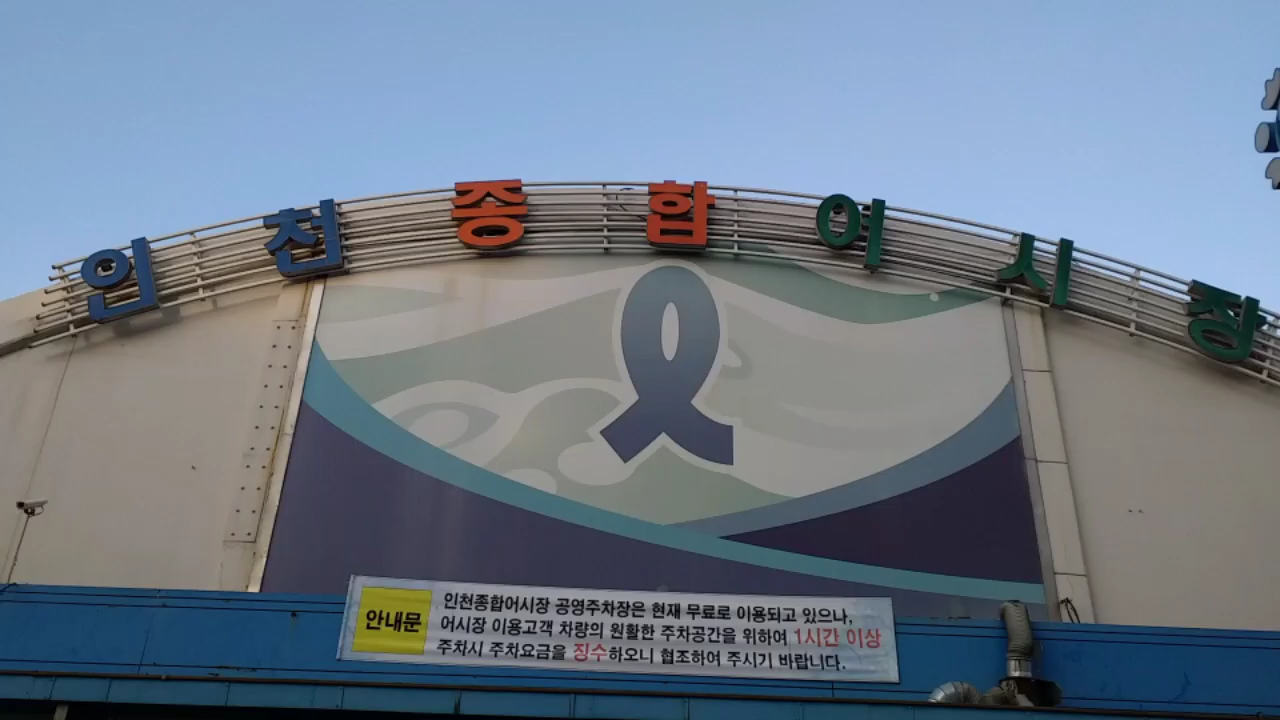 인천종합어시장
안내문
인천종합어시장 공영주차장은 현재 무료로 이용되고 있으나,
어시장 이용고객 차량의 원활한 주차공간을 위하여 1시간 이상
주차시 주차요금을 징수하오니 협조하여 주시기 바랍니다.